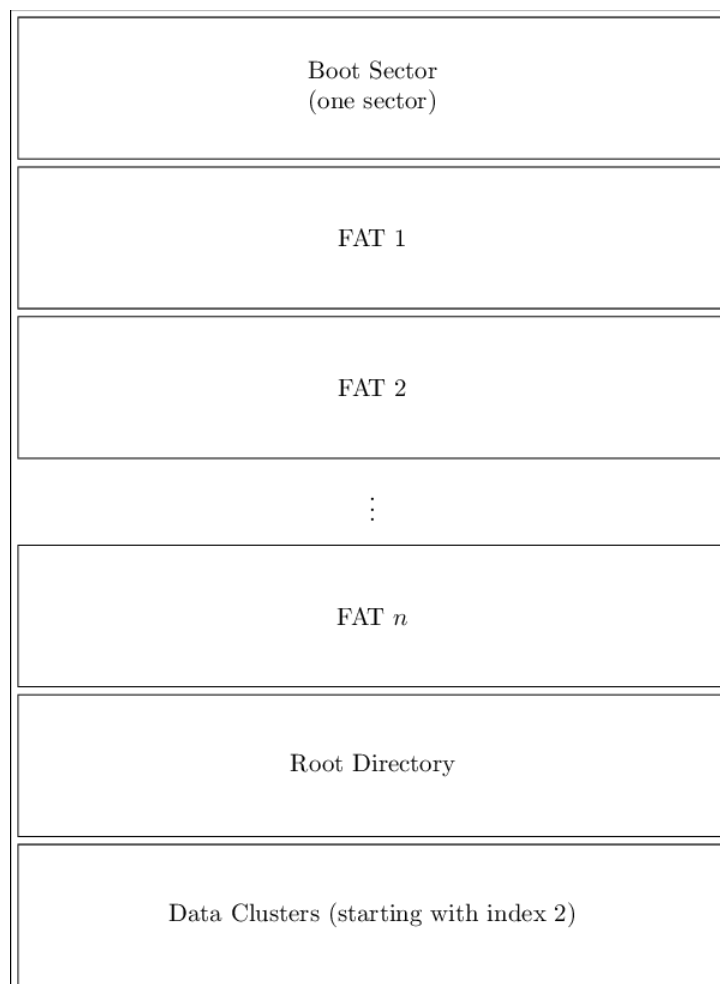 Boot Sector
(one sector)
FAT 1
FAT 2
⋮
FAT n
Root Directory
Data Clusters (starting with index 2)